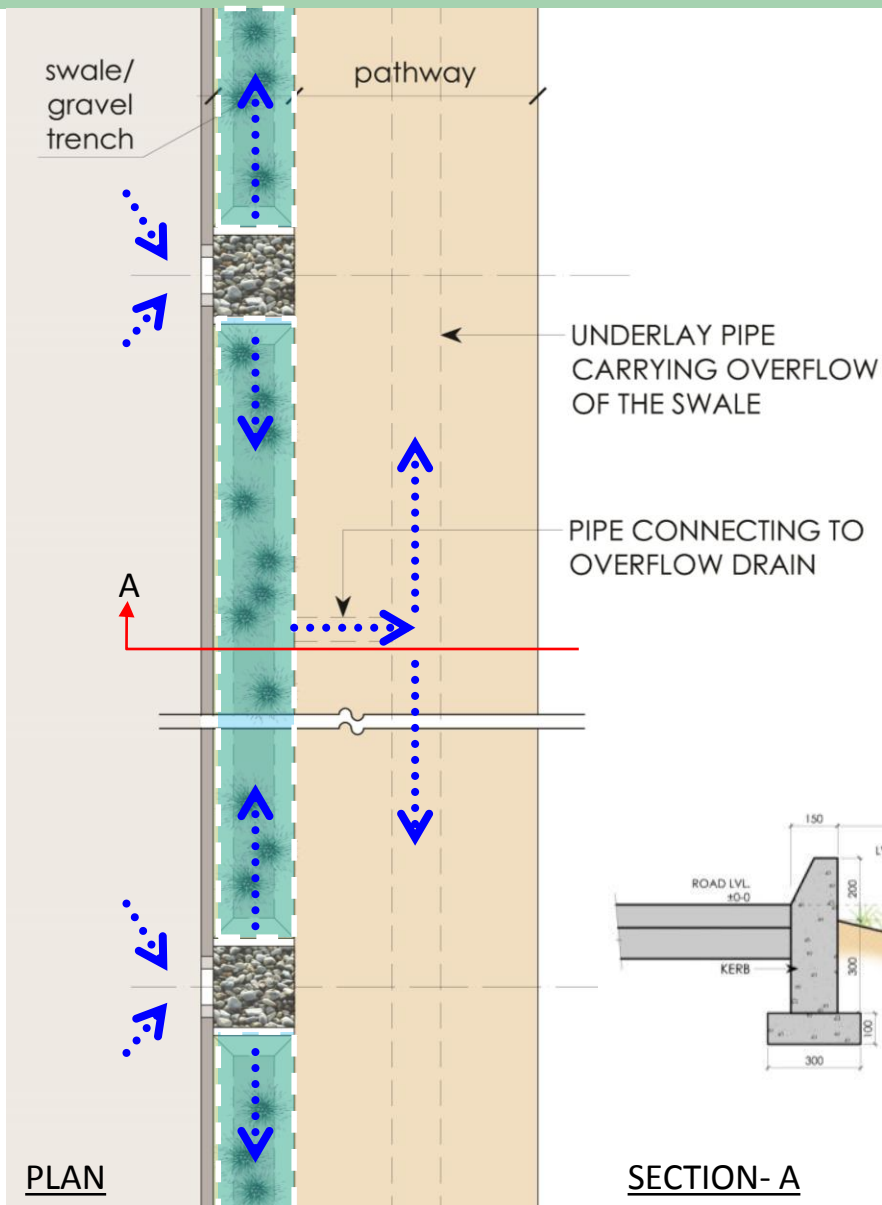 swale/
gravel
trench
pathway
UNDERLAY PIPE
CARRYING OVERFLOW
OF THE SWALE
PIPE CONNECTING TO
OVERFLOW DRAIN
A
150
ROAD LVL.
±0-0
200
KERB
300
100
300
PLAN
SECTION- A